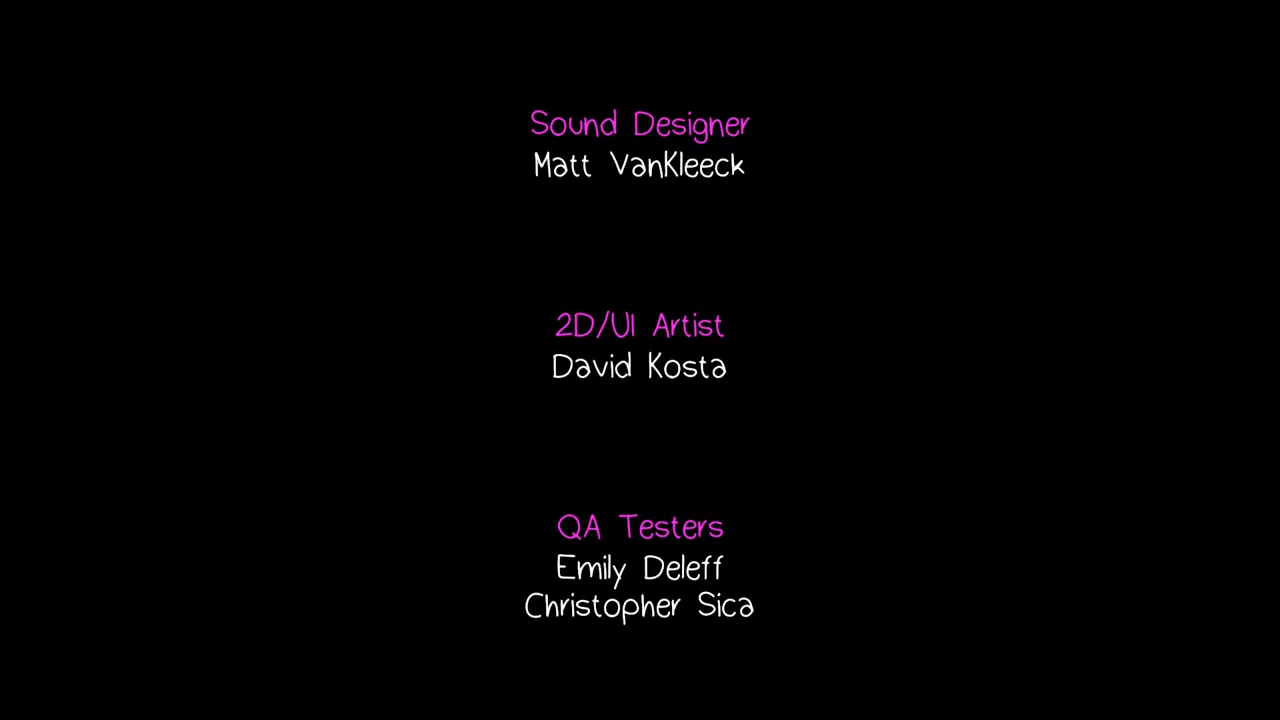 Sound Designer
Matt VanKleeck
2D/UI Artist
David Kosta
QA Testers
Emily Deleff
Christopher Sica